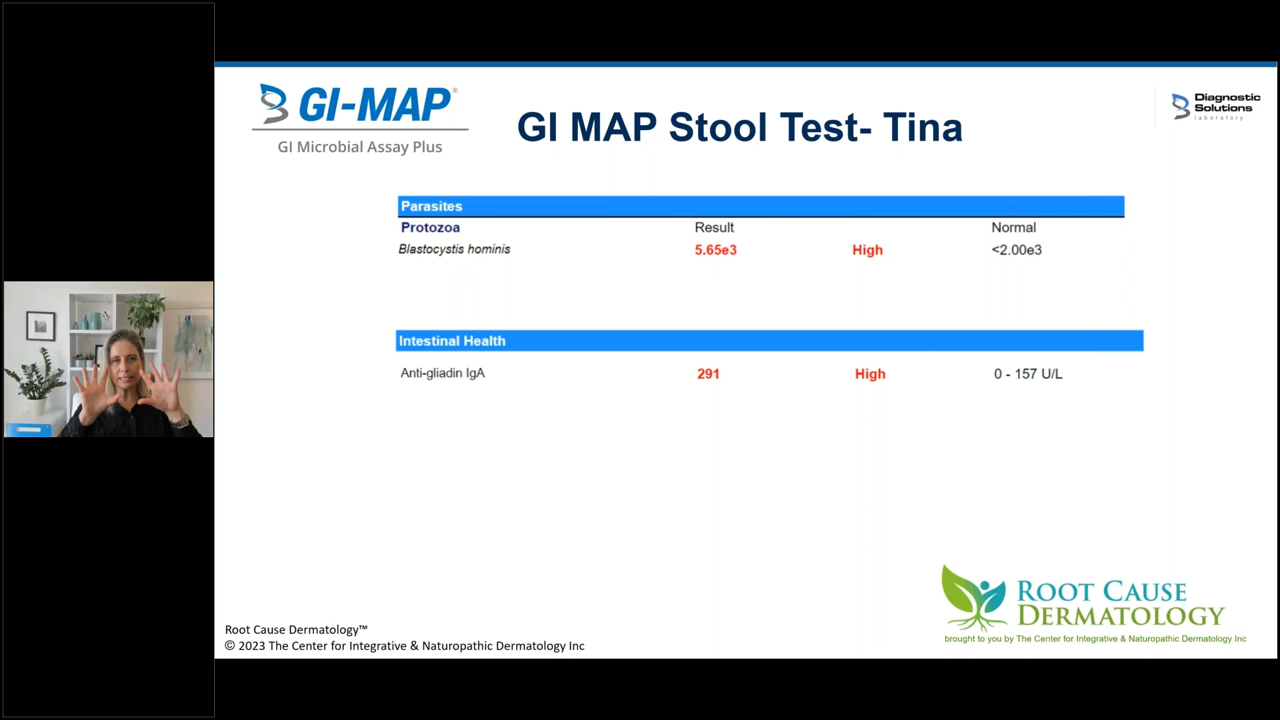 GI-MAP®
GI Microbial Assay Plus
GI MAP Stool Test- Tina
Diagnostic
Solutions
laboratory
Parasites
Protozoa Result Normal
Blastocystis hominis 5.65e3 High <2.00e3
Intestinal Health
Anti-gliadin IgA 291 High 0 - 157 U/L
ROOT CAUSE
DERMATOLOGY
brought to you by The Center for Integrative & Naturopathic Dermatology Inc
Root Cause Dermatology™
© 2023 The Center for Integrative & Naturopathic Dermatology Inc